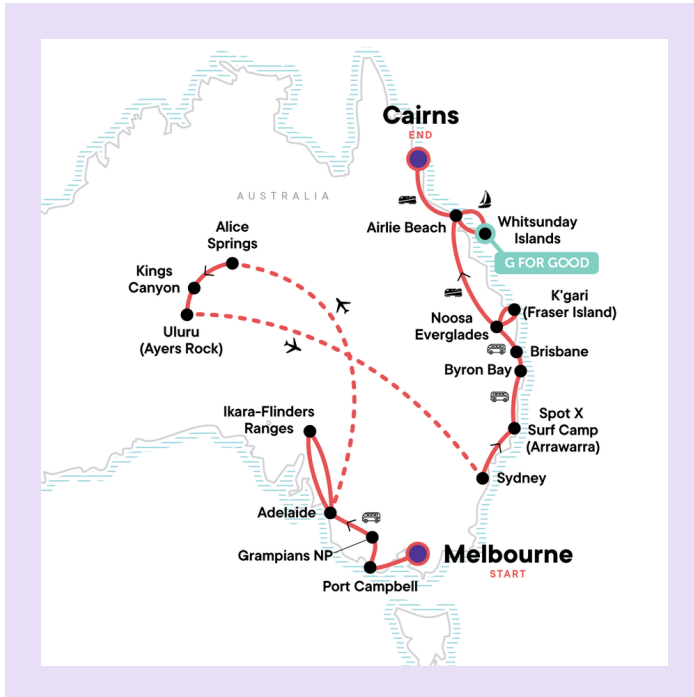 Cairns
END
AUSTRALIA
Alice
Springs
Airlie Beach
Whitsunday
Islands
G FOR GOOD
Kings
Canyon
K'gari
(Fraser Island)
Uluru
(Ayers Rock)
Noosa
Everglades
Brisbane
Byron Bay
Ikara-Flinders
Ranges
Spot X
Surf Camp
(Arrawarra)
Sydney
Adelaide
Grampians NP
Melbourne
START
Port Campbell